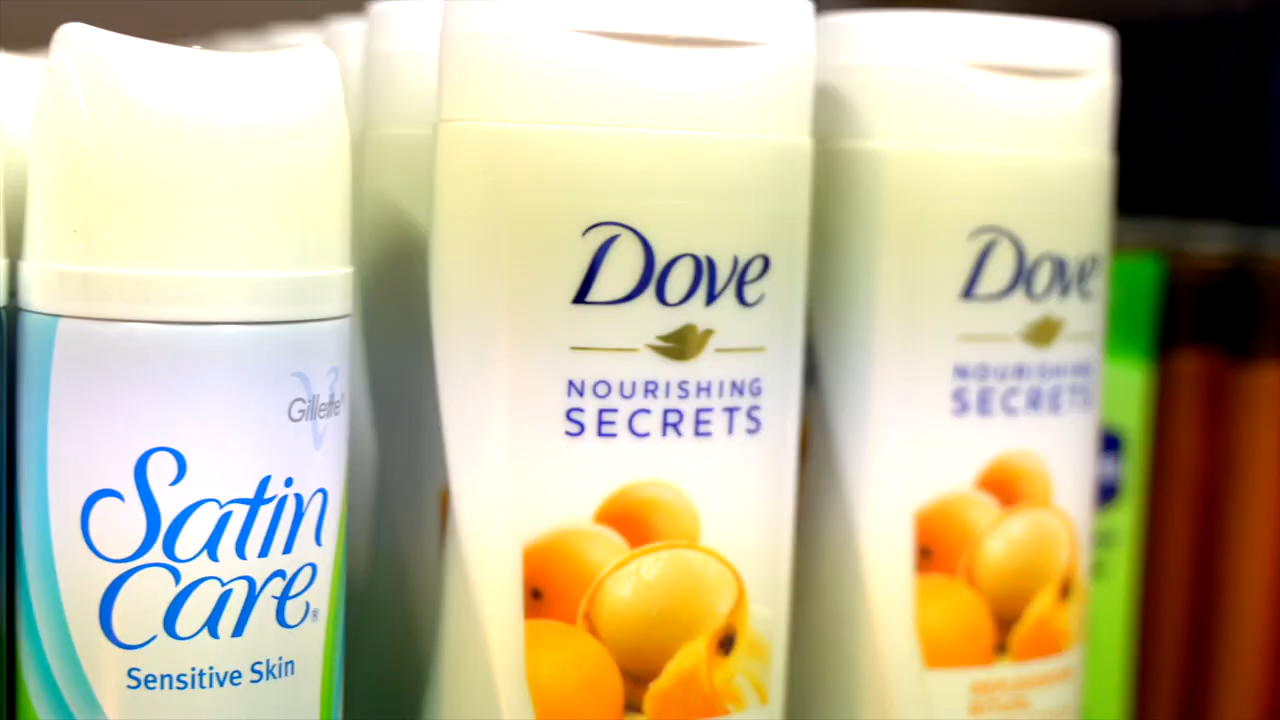 Gillette
Satin
Care®
Sensitive Skin
Dove
NOURISHING
SECRETS
Dove
NOURISHING
SECRETS